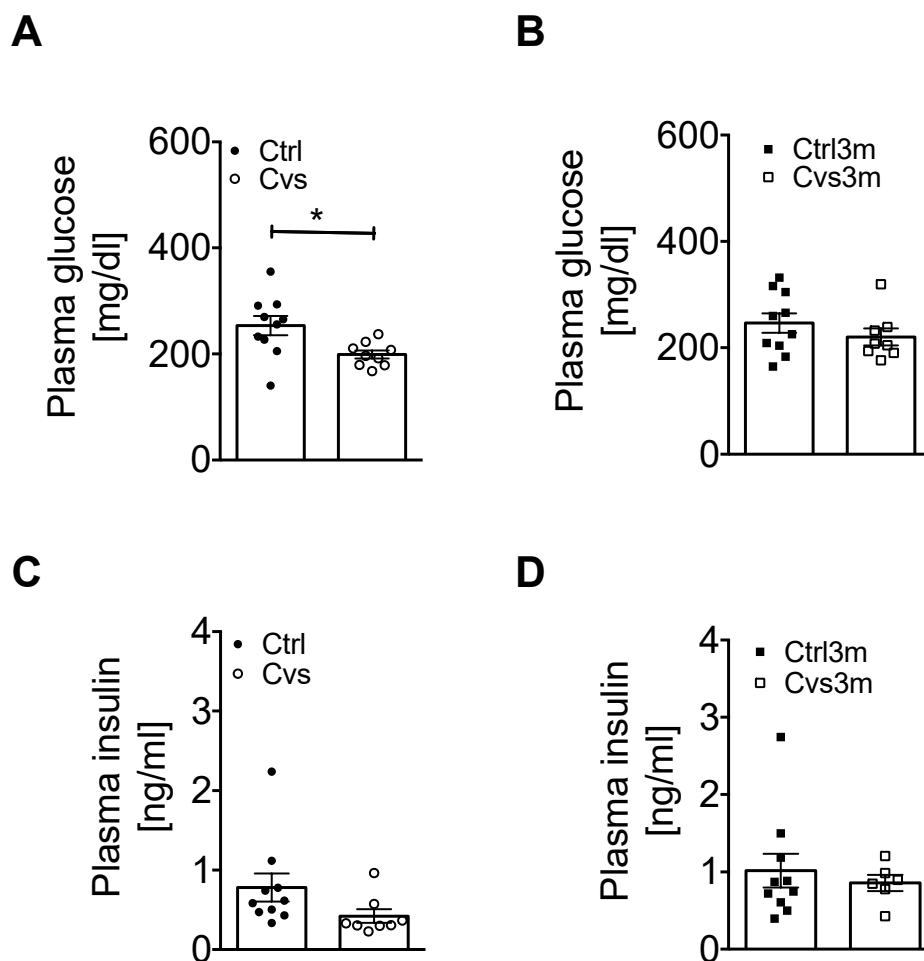 A
Plasma glucose
[mg/dl]
600
400
200
0
Ctrl
Cvs
*
B
Plasma glucose
[mg/dl]
600
400
200
0
Ctrl3m
Cvs3m
C
Plasma insulin
[ng/ml]
4
3
2
1
0
Ctrl
Cvs
D
Plasma insulin
[ng/ml]
4
3
2
1
0
Ctrl3m
Cvs3m